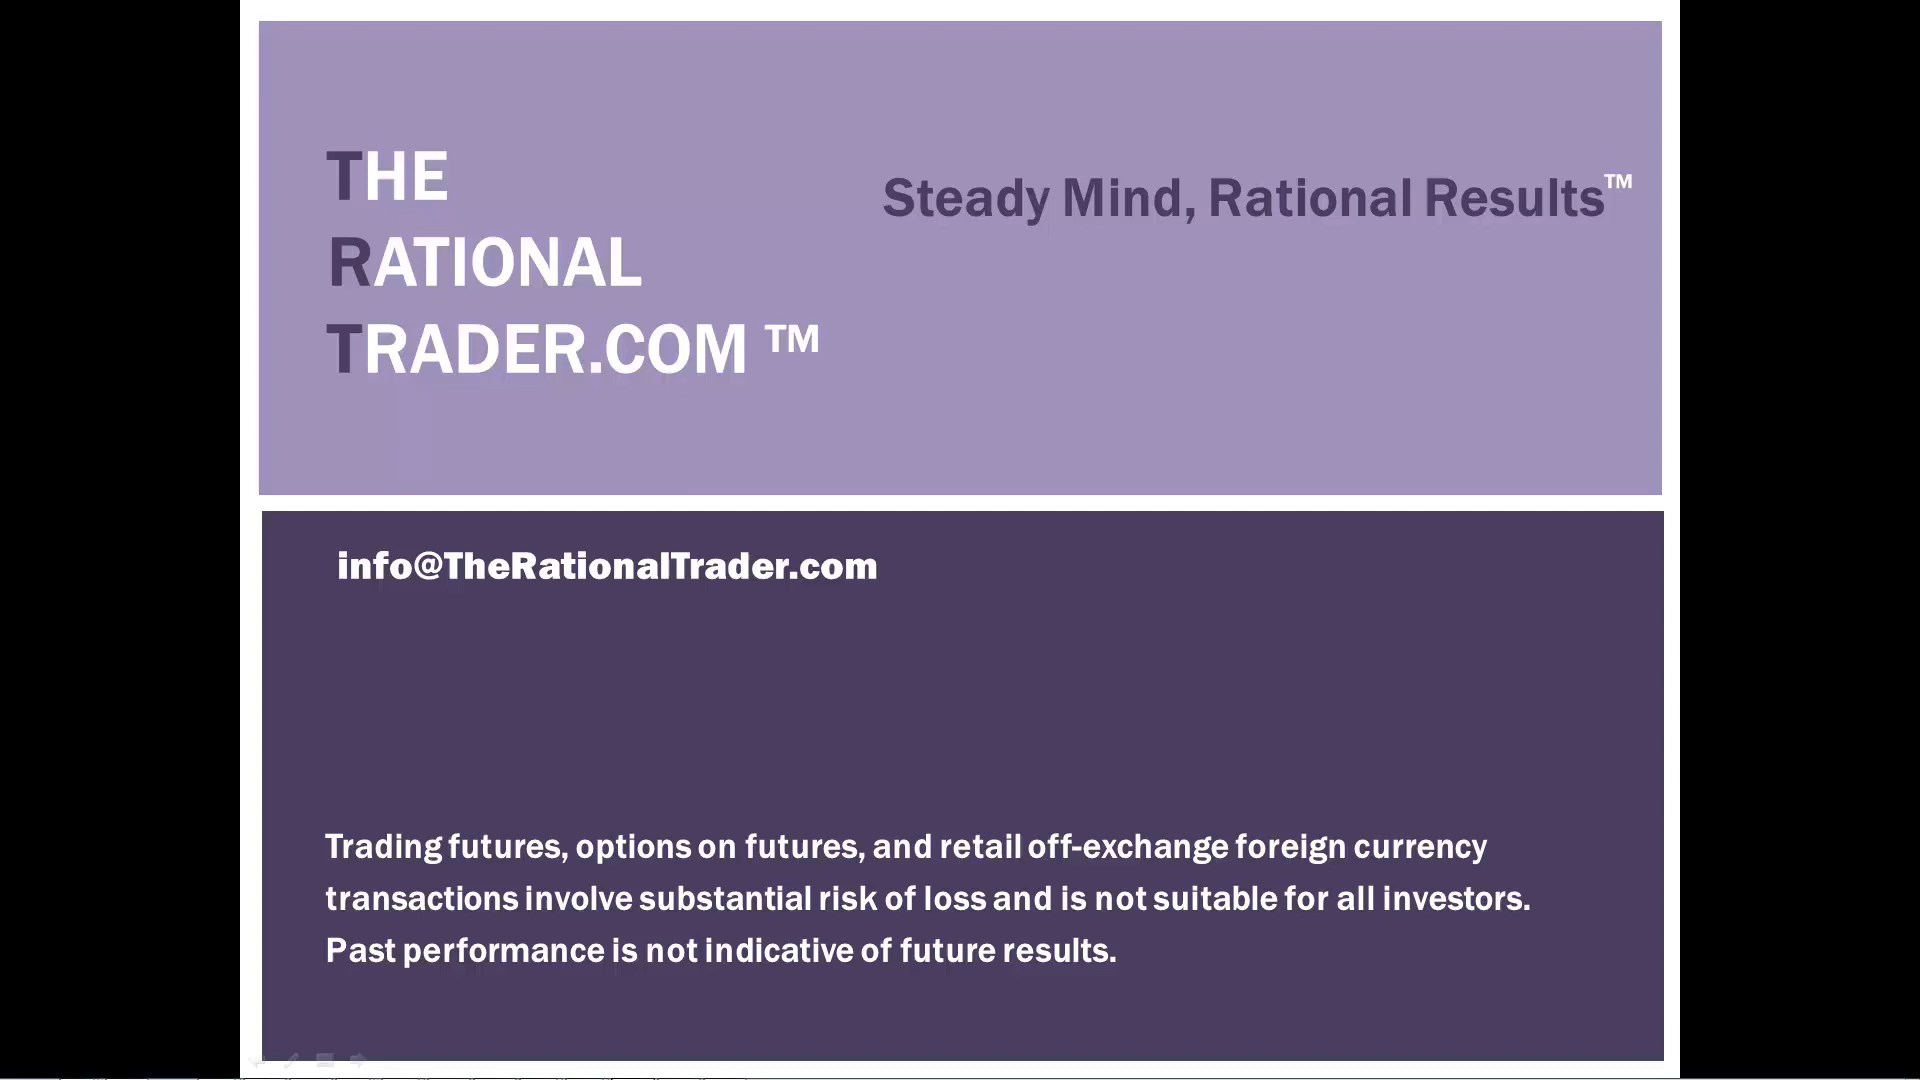 THE
RATIONAL
TRADER.COM ™
Steady Mind, Rational Results™
info@TheRationalTrader.com
Trading futures, options on futures, and retail off-exchange foreign currency
transactions involve substantial risk of loss and is not suitable for all investors.
Past performance is not indicative of future results.